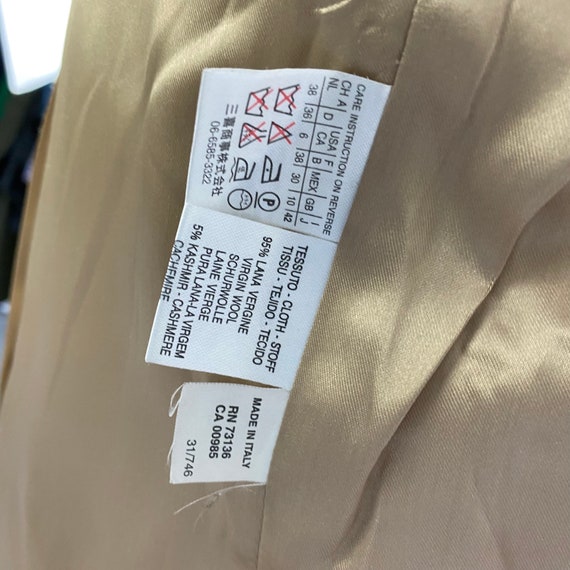 CARE INSTRUCTION ON REVERSE
CH A D USA F MEX GB I
NL CA B J
38 36 6 38 30 10 42
P
三喜商事株式会社
06-6585-3322
TESSUTO - CLOTH - STOFF
TISSU - TEJIDO - TECIDO
95% LANA VERGINE
VIRGIN WOOL
SCHURWOLLE
LAINE VIERGE
PURA LANA-LA VIRGEM
5% KASHMIR - CASHMERE
CACHEMIRE
MADE IN ITALY
RN 73136
CA 00985
31/746